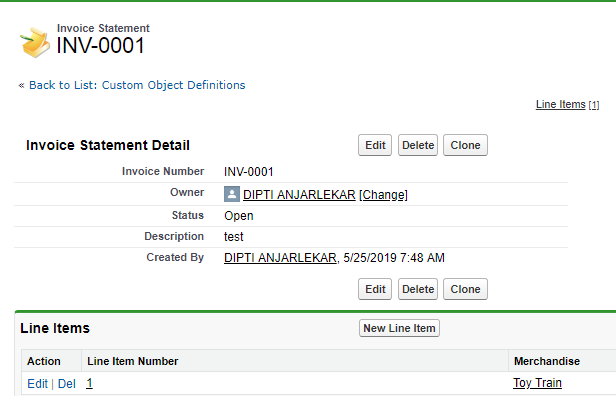 Invoice Statement
INV-0001
« Back to List: Custom Object Definitions
Line Items [1]
Invoice Statement Detail Edit Delete Clone
Invoice Number INV-0001
Owner DIPTI ANJARLEKAR [Change]
Status Open
Description test
Created By DIPTI ANJARLEKAR, 5/25/2019 7:48 AM
Edit Delete Clone
Line Items New Line Item
Action Line Item Number Merchandise
Edit | Del 1 Toy Train